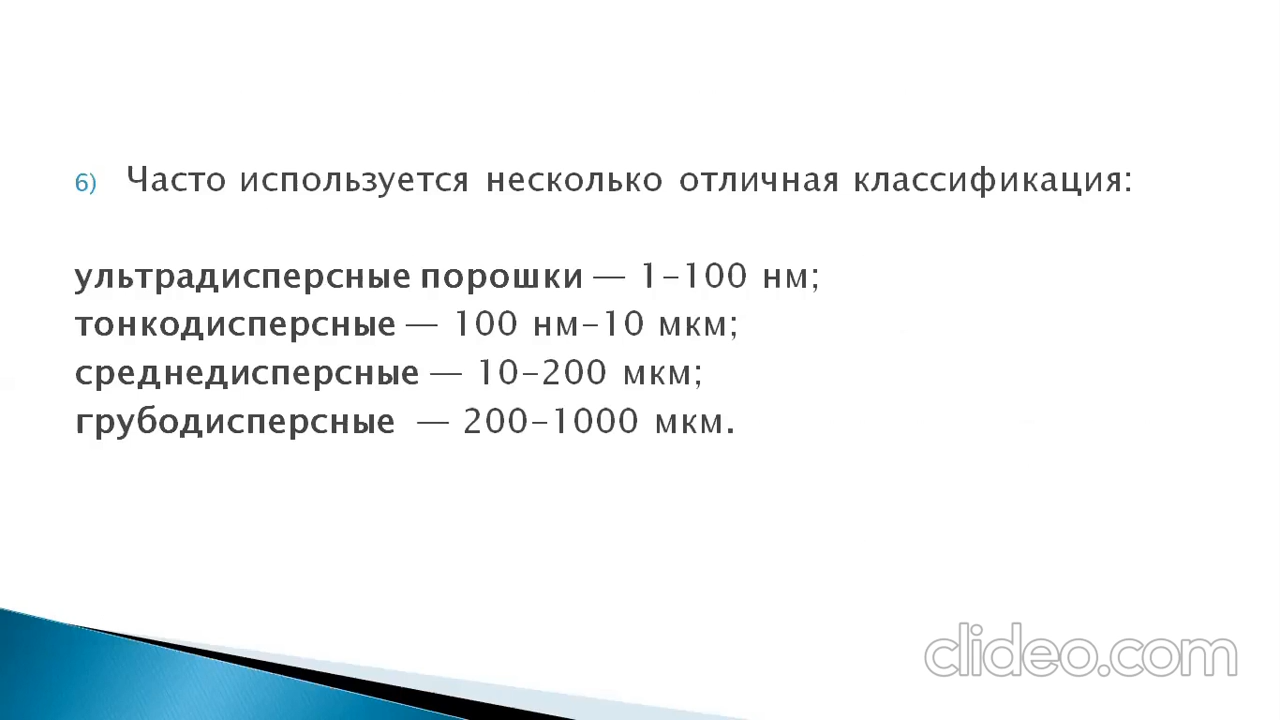 6) Часто используется несколько отличная классификация:
ультрадисперсные порошки — 1-100 нм;
тонкодисперсные — 100 нм-10 мкм;
среднедисперсные — 10-200 мкм;
грубодисперсные — 200-1000 мкм.
clideo.com